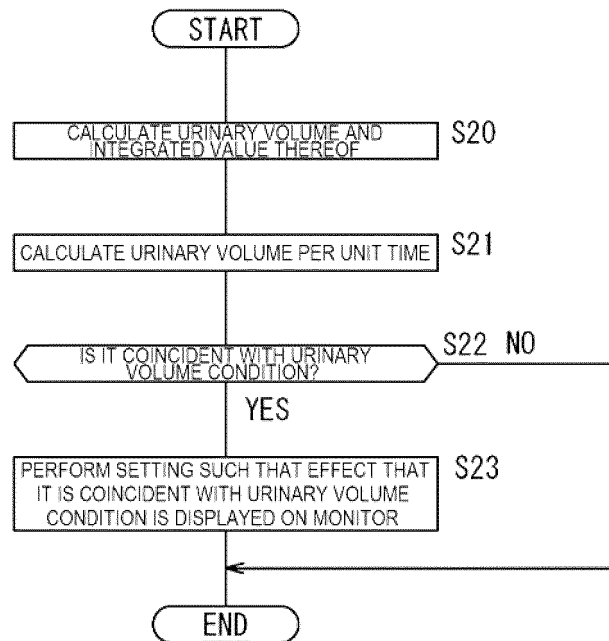 START
CALCULATE URINARY VOLUME AND
INTEGRATED VALUE THEREOF
S20
CALCULATE URINARY VOLUME PER UNIT TIME
S21
IS IT COINCIDENT WITH URINARY
VOLUME CONDITION?
S22 NO
YES
PERFORM SETTING SUCH THAT EFFECT THAT
IT IS COINCIDENT WITH URINARY VOLUME
CONDITION IS DISPLAYED ON MONITOR
S23
END